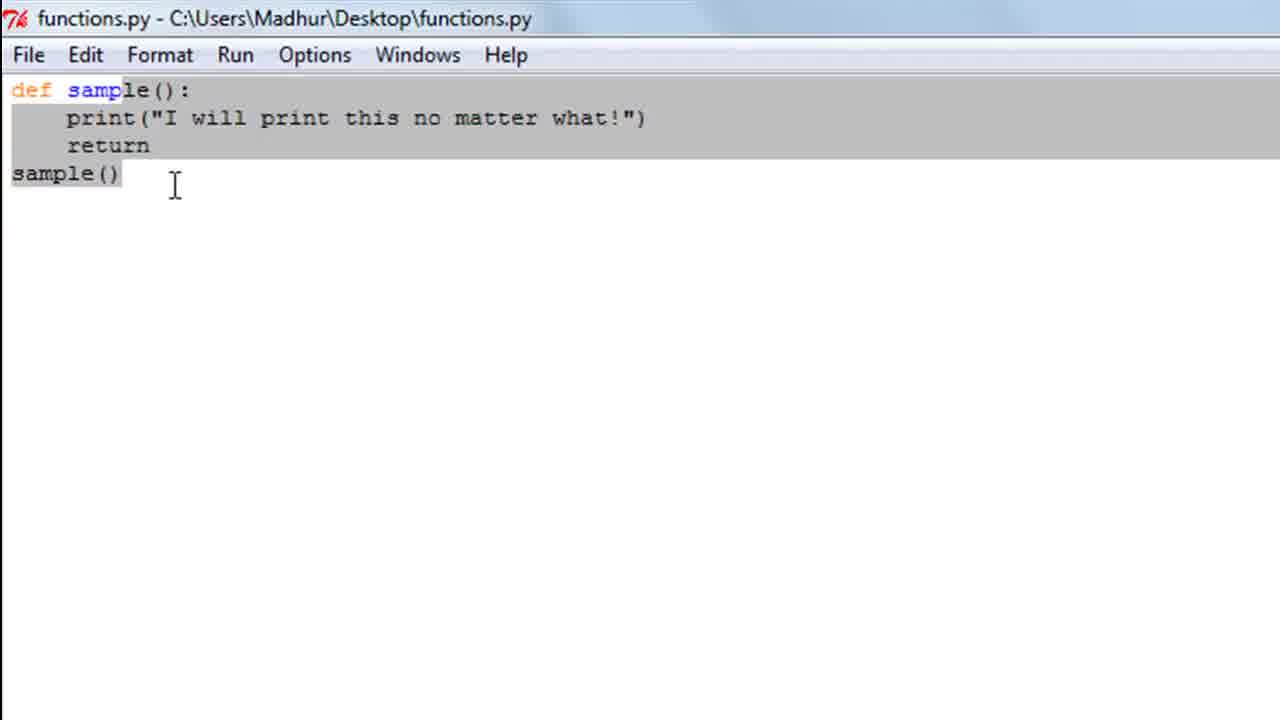 functions.py - C:\Users\Madhur\Desktop\functions.py
File Edit Format Run Options Windows Help
def sample():
    print("I will print this no matter what!")
    return
sample()